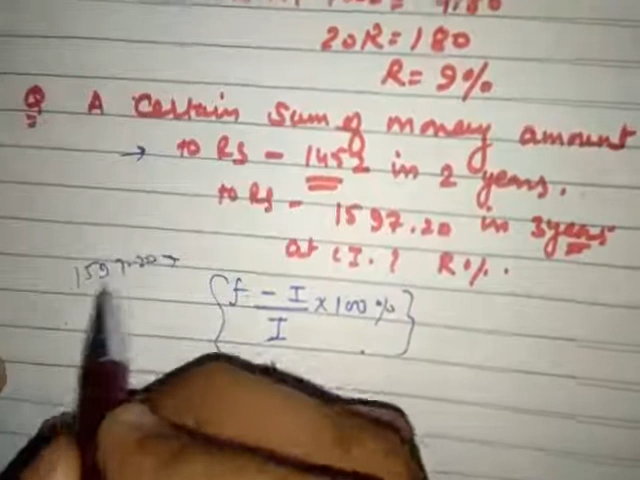 20R = 180
R = 9%
Q A Certain Sum of money amount
→ to RS - 1452 in 2 years.
to RS - 1597.20 in 3years
at C.I.? R%.
1597.20 -
{f - I / I × 100%}